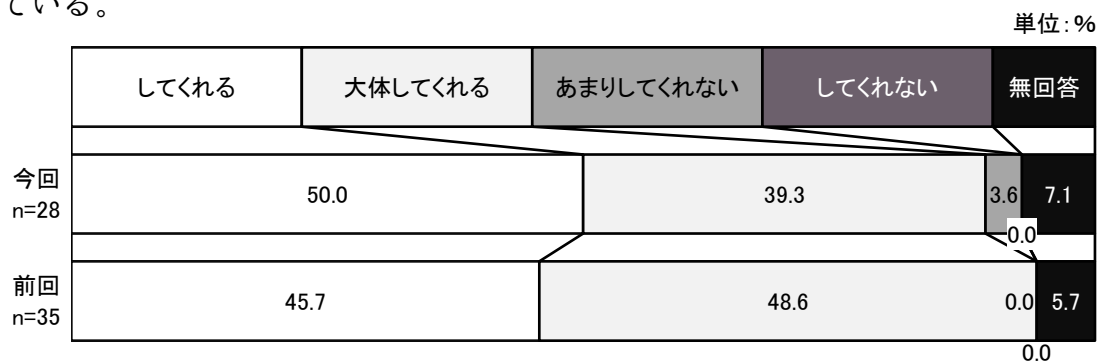 ている。
単位：%
してくれる 大体してくれる あまりしてくれない してくれない 無回答
今回
n=28
50.0 39.3 3.6 7.1
0.0
前回
n=35
45.7 48.6 0.0 5.7
0.0